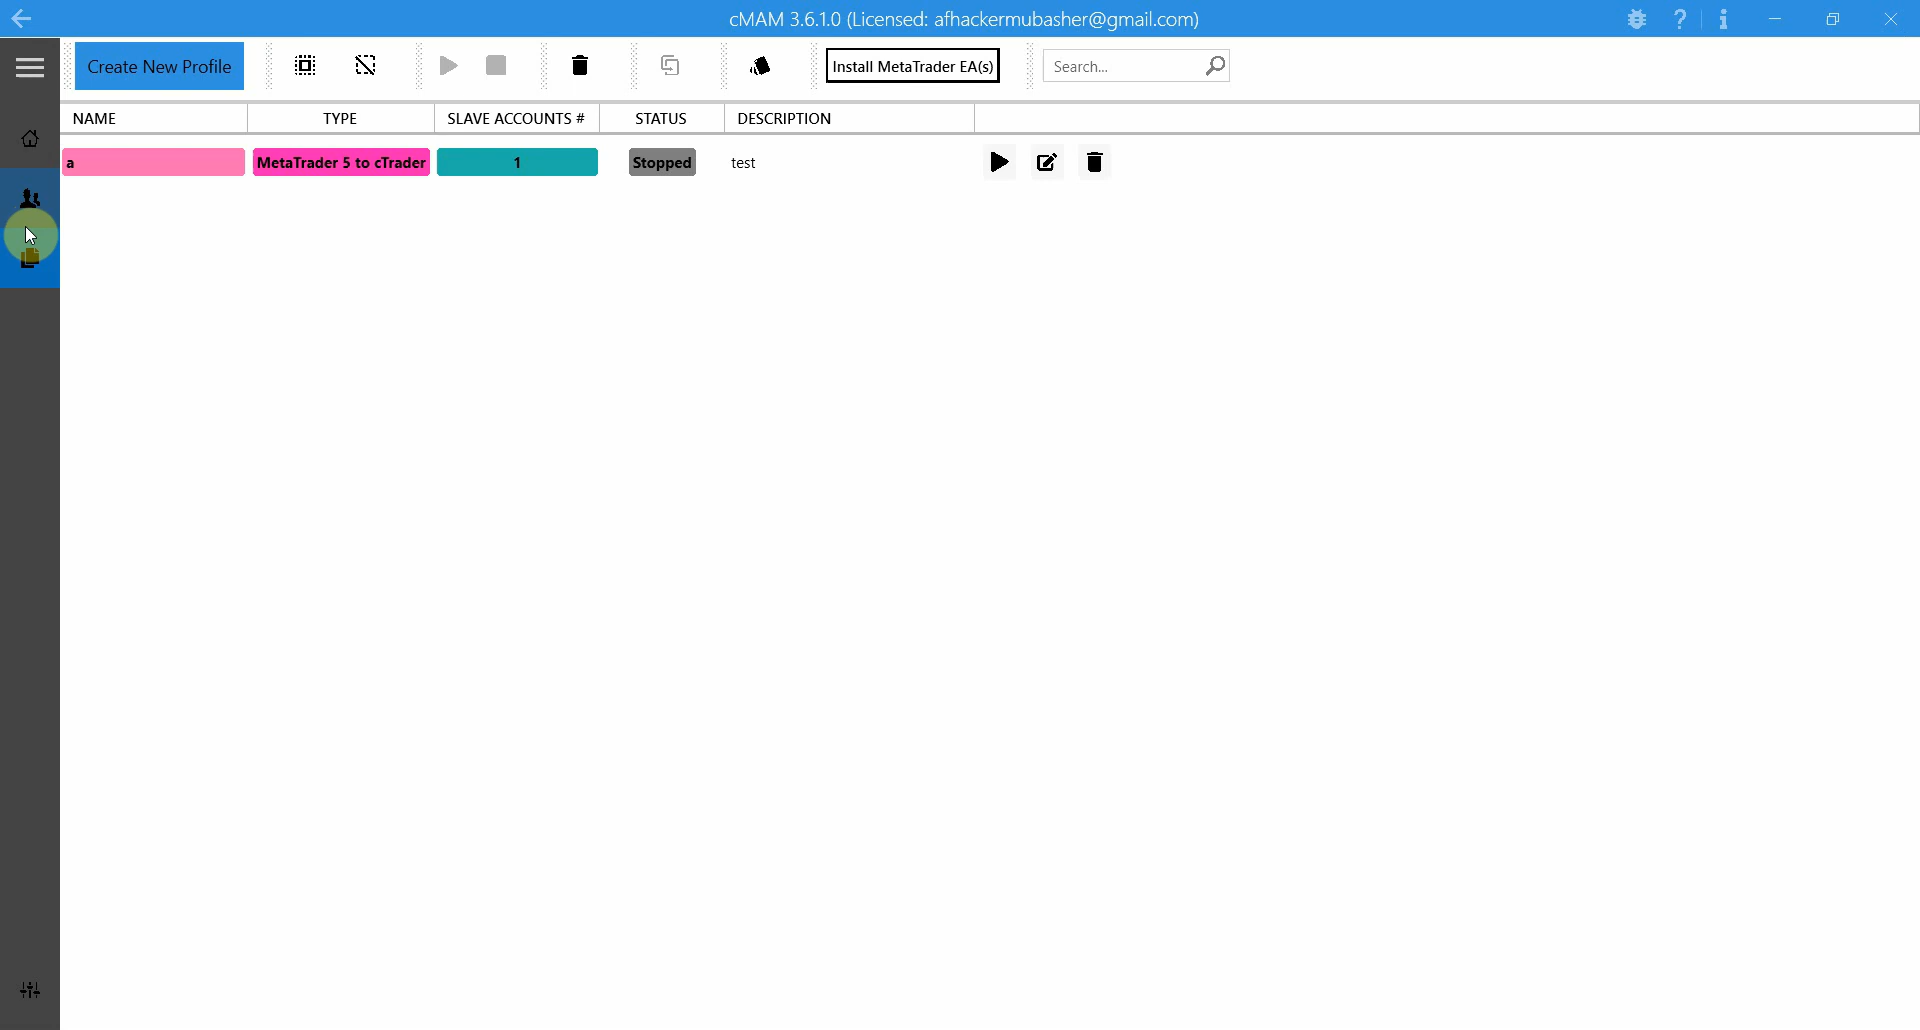 cMAM 3.6.1.0 (Licensed: afhackermubasher@gmail.com)
Create New Profile
Install MetaTrader EA(s)
Search...
NAME TYPE SLAVE ACCOUNTS # STATUS DESCRIPTION
a MetaTrader 5 to cTrader 1 Stopped test